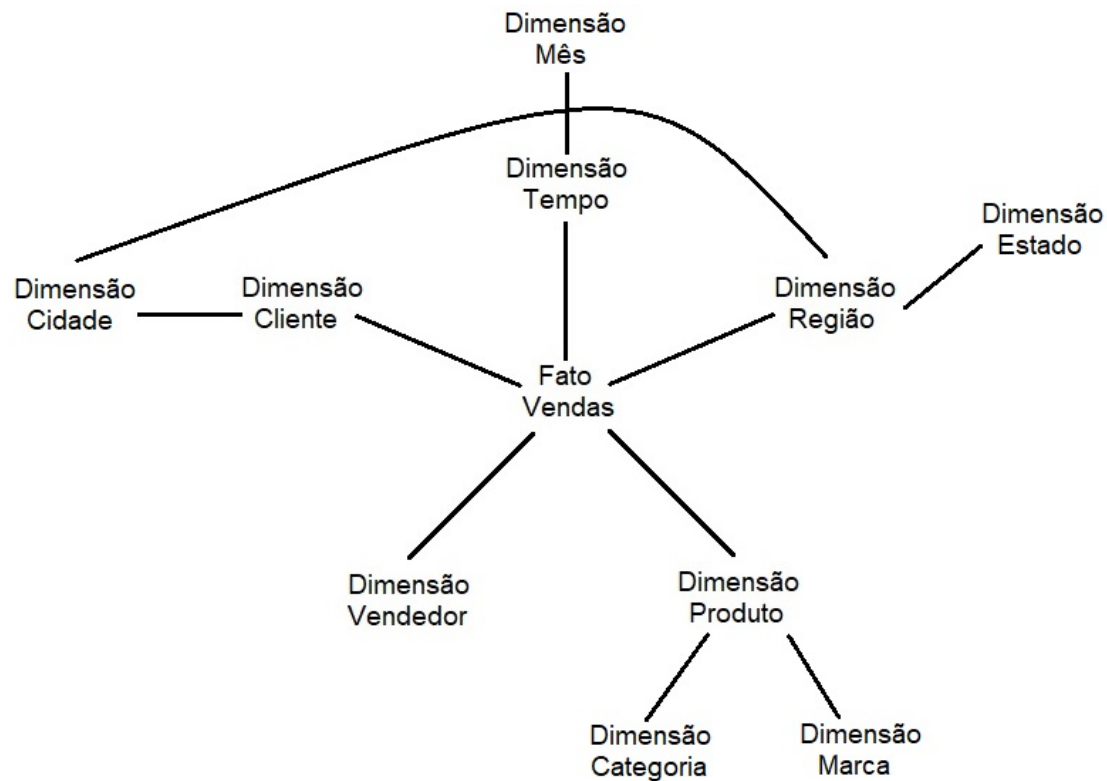 Dimensão
Mês
Dimensão
Tempo
Dimensão
Estado
Dimensão
Cidade
Dimensão
Cliente
Dimensão
Região
Fato
Vendas
Dimensão
Vendedor
Dimensão
Produto
Dimensão
Categoria
Dimensão
Marca